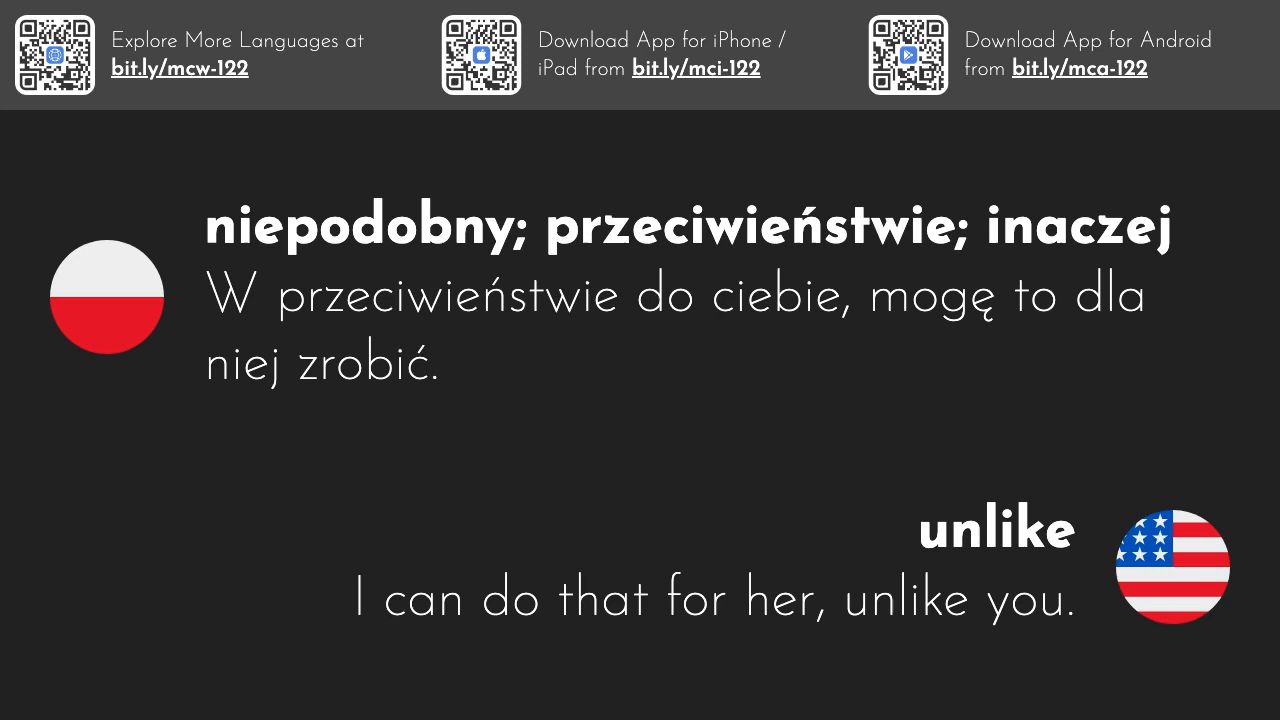 Explore More Languages at
bit.ly/mcw-122
Download App for iPhone /
iPad from bit.ly/mci-122
Download App for Android
from bit.ly/mca-122
niepodobny; przeciwieństwie; inaczej
W przeciwieństwie do ciebie, mogę to dla
niej zrobić.
unlike
I can do that for her, unlike you.